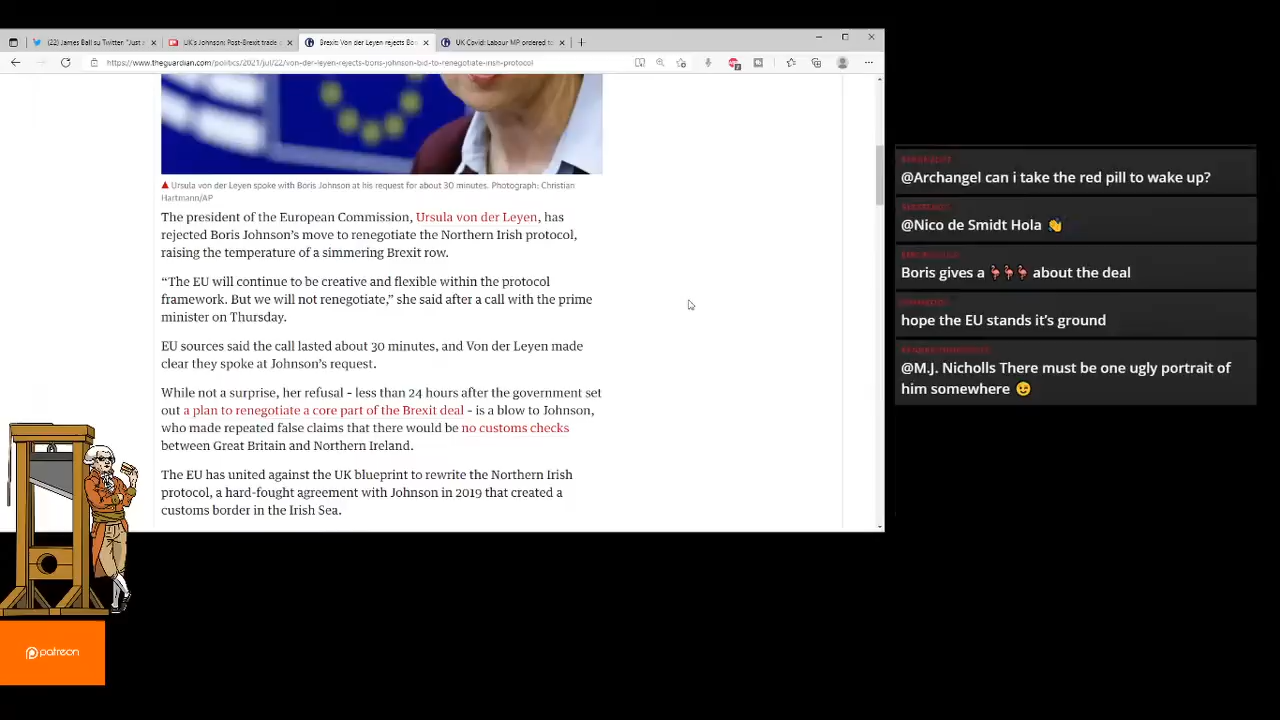 (22) James Ball su Twitter: "Just
UK's Johnson: Post-Brexit trade
Brexit: Von der Leyen rejects Bo
UK Covid: Labour MP ordered to
https://www.theguardian.com/politics/2021/jul/22/von-der-leyen-rejects-boris-johnson-bid-to-renegotiate-irish-protocol
Ursula von der Leyen spoke with Boris Johnson at his request for about 30 minutes. Photograph: Christian
Hartmann/AP
The president of the European Commission, Ursula von der Leyen, has
rejected Boris Johnson's move to renegotiate the Northern Irish protocol,
raising the temperature of a simmering Brexit row.
“The EU will continue to be creative and flexible within the protocol
framework. But we will not renegotiate,” she said after a call with the prime
minister on Thursday.
EU sources said the call lasted about 30 minutes, and Von der Leyen made
clear they spoke at Johnson's request.
While not a surprise, her refusal – less than 24 hours after the government set
out a plan to renegotiate a core part of the Brexit deal – is a blow to Johnson,
who made repeated false claims that there would be no customs checks
between Great Britain and Northern Ireland.
The EU has united against the UK blueprint to rewrite the Northern Irish
protocol, a hard-fought agreement with Johnson in 2019 that created a
customs border in the Irish Sea.
@Archangel can i take the red pill to wake up?
@Nico de Smidt Hola 👋
Boris gives a 🦩🦩🦩 about the deal
hope the EU stands it's ground
@M.J. Nicholls There must be one ugly portrait of
him somewhere 😉
patreon